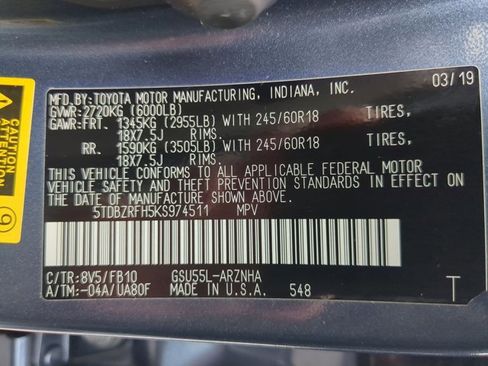 MFD.BY:TOYOTA MOTOR MANUFACTURING, INDIANA, INC. 03/19
GVWR:2720KG (6000LB)
GAWR:FRT. 1345KG (2955LB) WITH 245/60R18 TIRES,
18X7.5J RIMS.
RR. 1590KG (3505LB) WITH 245/60R18 TIRES,
18X7.5J RIMS.
THIS VEHICLE CONFORMS TO ALL APPLICABLE FEDERAL MOTOR
VEHICLE SAFETY AND THEFT PREVENTION STANDARDS IN EFFECT ON
THE DATE OF MANUFACTURE SHOWN ABOVE.
5TDBZRFH5KS974511 MPV
C/TR:8V5/FB10 GSU55L-ARZNHA
A/TM:-04A/UA80F MADE IN U.S.A. 548 T
CAUTION